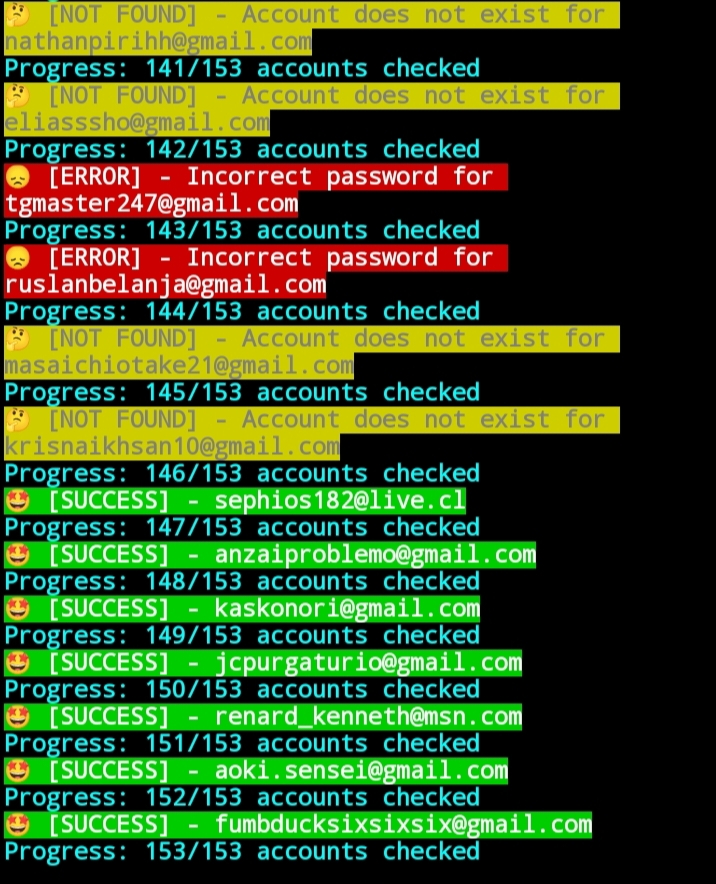 🤔 [NOT FOUND] - Account does not exist for
nathanpirihh@gmail.com
Progress: 141/153 accounts checked
🤔 [NOT FOUND] - Account does not exist for
eliasssho@gmail.com
Progress: 142/153 accounts checked
😞 [ERROR] - Incorrect password for
tgmaster247@gmail.com
Progress: 143/153 accounts checked
😞 [ERROR] - Incorrect password for
ruslanbelanja@gmail.com
Progress: 144/153 accounts checked
🤔 [NOT FOUND] - Account does not exist for
masaichiotake21@gmail.com
Progress: 145/153 accounts checked
🤔 [NOT FOUND] - Account does not exist for
krisnaikhsan10@gmail.com
Progress: 146/153 accounts checked
🤩 [SUCCESS] - sephios182@live.cl
Progress: 147/153 accounts checked
🤩 [SUCCESS] - anzaiproblemo@gmail.com
Progress: 148/153 accounts checked
🤩 [SUCCESS] - kaskonori@gmail.com
Progress: 149/153 accounts checked
🤩 [SUCCESS] - jcpurgaturio@gmail.com
Progress: 150/153 accounts checked
🤩 [SUCCESS] - renard_kenneth@msn.com
Progress: 151/153 accounts checked
🤩 [SUCCESS] - aoki.sensei@gmail.com
Progress: 152/153 accounts checked
🤩 [SUCCESS] - fumbducksixsixsix@gmail.com
Progress: 153/153 accounts checked